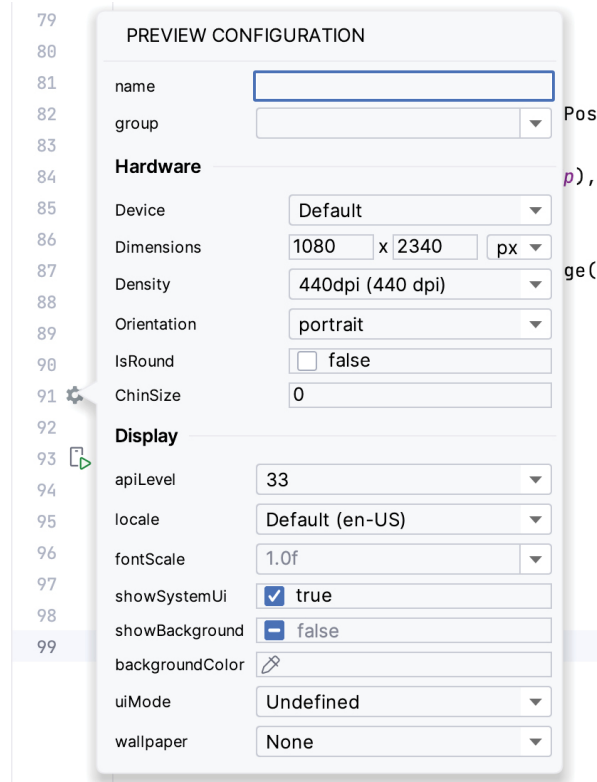 79
PREVIEW CONFIGURATION
80
81
name
82
Pos
group
83
84
Hardware
p),
85
Device
Default
86
Dimensions
1080 x 2340 px
87
Density
440dpi (440 dpi)
ge(
88
89
Orientation
portrait
90
IsRound
false
91
ChinSize
0
92
Display
93
apiLevel
33
94
95
locale
Default (en-US)
96
fontScale
1.0f
97
showSystemUi
true
98
showBackground
false
99
backgroundColor
uiMode
Undefined
wallpaper
None